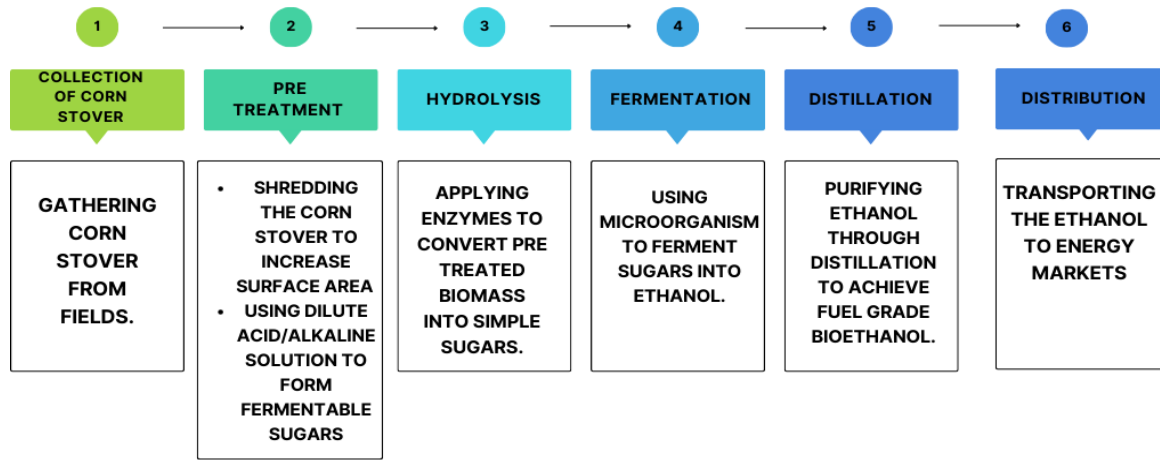 1
2
3
4
5
6
COLLECTION
OF CORN
STOVER
PRE
TREATMENT
HYDROLYSIS
FERMENTATION
DISTILLATION
DISTRIBUTION
GATHERING
CORN
STOVER
FROM
FIELDS.
• SHREDDING
THE CORN
STOVER TO
INCREASE
SURFACE AREA
• USING DILUTE
ACID/ALKALINE
SOLUTION TO
FORM
FERMENTABLE
SUGARS
APPLYING
ENZYMES TO
CONVERT PRE
TREATED
BIOMASS
INTO SIMPLE
SUGARS.
USING
MICROORGANISM
TO FERMENT
SUGARS INTO
ETHANOL.
PURIFYING
ETHANOL
THROUGH
DISTILLATION
TO ACHIEVE
FUEL GRADE
BIOETHANOL.
TRANSPORTING
THE ETHANOL
TO ENERGY
MARKETS